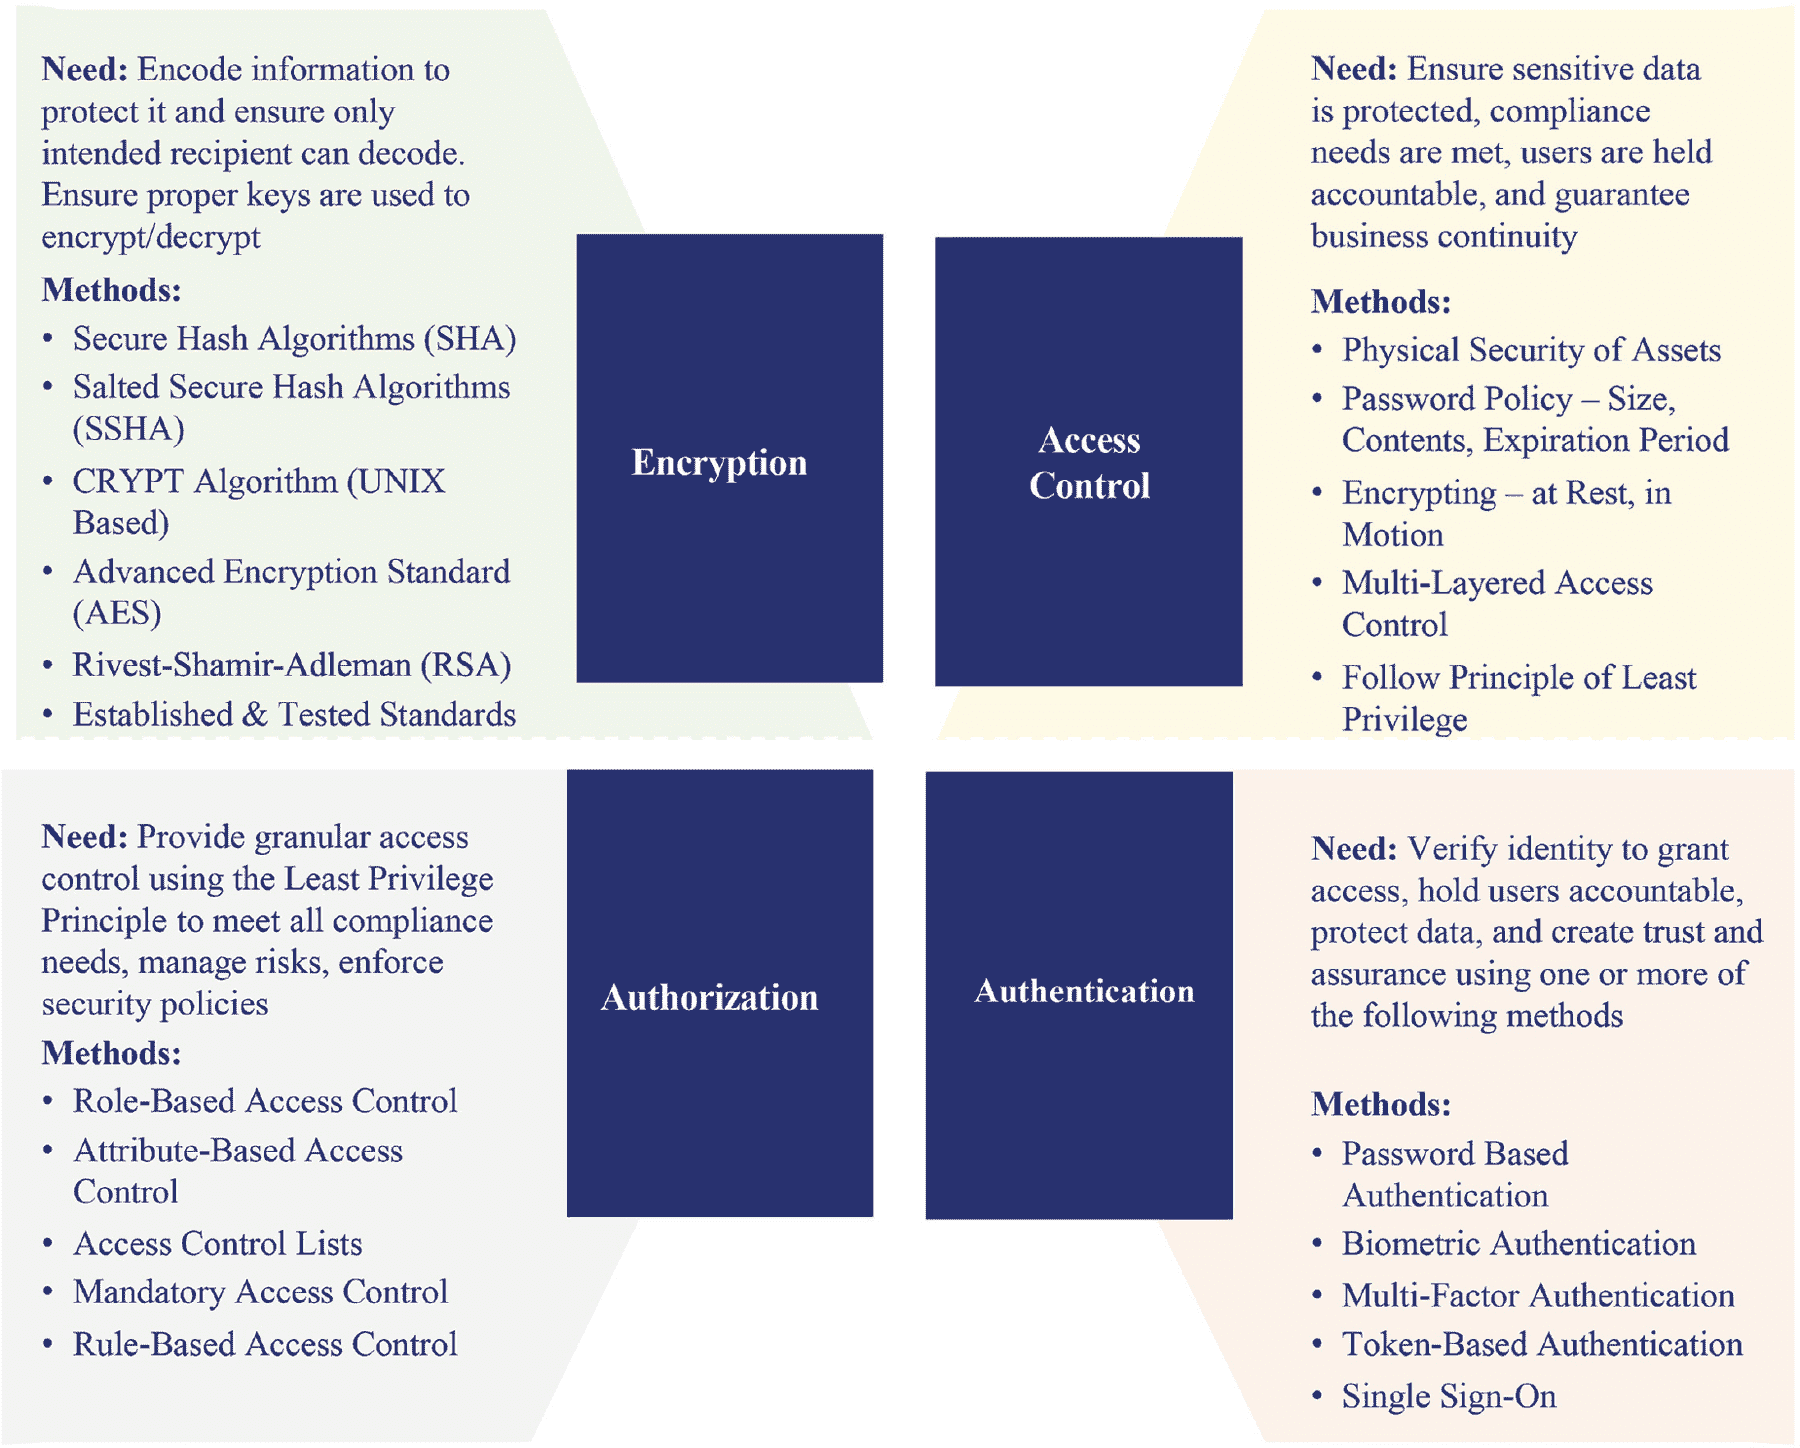 Need: Encode information to
protect it and ensure only
intended recipient can decode.
Ensure proper keys are used to
encrypt/decrypt
Methods:
• Secure Hash Algorithms (SHA)
• Salted Secure Hash Algorithms
(SSHA)
• CRYPT Algorithm (UNIX
Based)
• Advanced Encryption Standard
(AES)
• Rivest-Shamir-Adleman (RSA)
• Established & Tested Standards
Encryption
Access
Control
Need: Ensure sensitive data
is protected, compliance
needs are met, users are held
accountable, and guarantee
business continuity
Methods:
• Physical Security of Assets
• Password Policy – Size,
Contents, Expiration Period
• Encrypting – at Rest, in
Motion
• Multi-Layered Access
Control
• Follow Principle of Least
Privilege
Need: Provide granular access
control using the Least Privilege
Principle to meet all compliance
needs, manage risks, enforce
security policies
Methods:
• Role-Based Access Control
• Attribute-Based Access
Control
• Access Control Lists
• Mandatory Access Control
• Rule-Based Access Control
Authorization
Authentication
Need: Verify identity to grant
access, hold users accountable,
protect data, and create trust and
assurance using one or more of
the following methods
Methods:
• Password Based
Authentication
• Biometric Authentication
• Multi-Factor Authentication
• Token-Based Authentication
• Single Sign-On